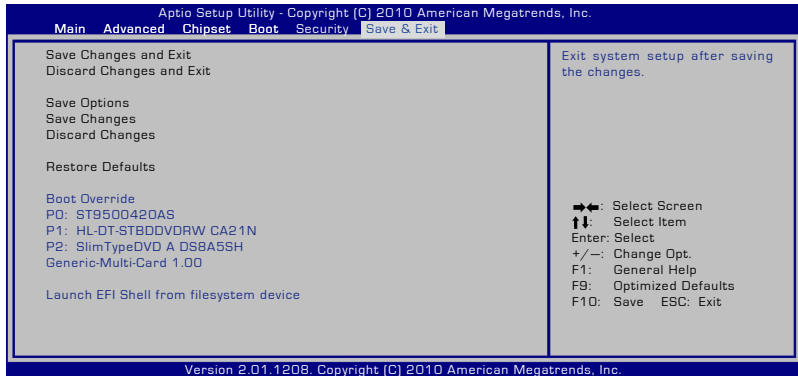 Aptio Setup Utility - Copyright (C) 2010 American Megatrends, Inc.
Main Advanced Chipset Boot Security Save & Exit
Save Changes and Exit
Discard Changes and Exit
Save Options
Save Changes
Discard Changes
Restore Defaults
Boot Override
P0: ST9500420AS
P1: HL-DT-STBDDVDRW CA21N
P2: SlimTypeDVD A DS8A5SH
Generic-Multi-Card 1.00
Launch EFI Shell from filesystem device
Exit system setup after saving
the changes.
→←: Select Screen
↑↓: Select Item
Enter: Select
+/—: Change Opt.
F1: General Help
F9: Optimized Defaults
F10: Save ESC: Exit
Version 2.01.1208. Copyright (C) 2010 American Megatrends, Inc.